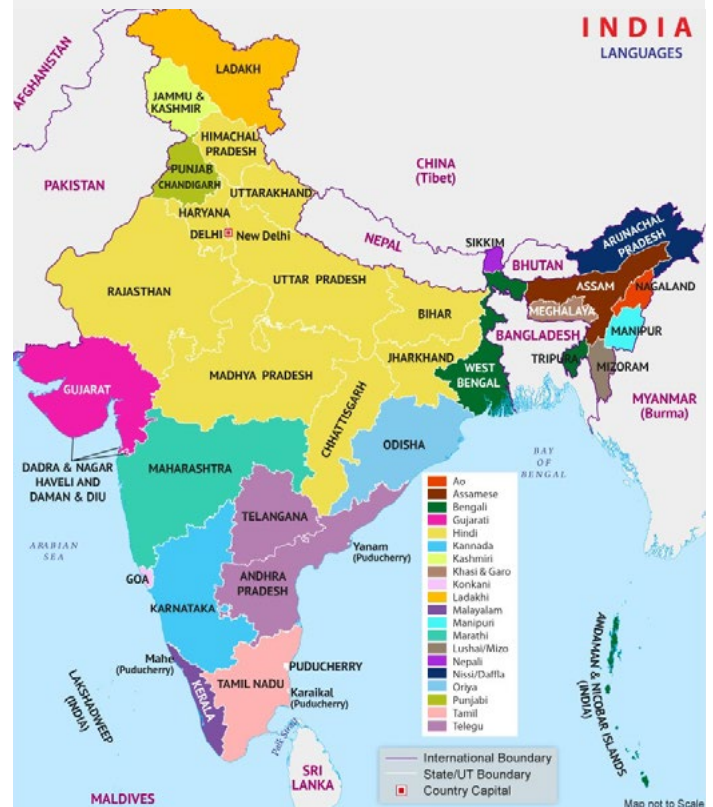 INDIA
LANGUAGES
AFGHANISTAN
LADAKH
JAMMU &
KASHMIR
HIMACHAL
PRADESH
PUNJAB
CHANDIGARH
CHINA
(Tibet)
PAKISTAN
UTTARAKHAND
HARYANA
DELHI
New Delhi
NEPAL
SIKKIM
BHUTAN
ARUNACHAL
PRADESH
RAJASTHAN
UTTAR PRADESH
ASSAM
NAGALAND
BIHAR
MEGHALAYA
MANIPUR
BANGLADESH
JHARKHAND
TRIPURA
MIZORAM
GUJARAT
MADHYA PRADESH
WEST
BENGAL
MYANMAR
(Burma)
CHHATTISGARH
ODISHA
DADRA & NAGAR
HAVELI AND
DAMAN & DIU
MAHARASHTRA
BAY
OF
BENGAL
TELANGANA
ARABIAN
SEA
Yanam
(Puducherry)
GOA
ANDHRA
PRADESH
KARNATAKA
Mahe
(Puducherry)
PUDUCHERRY
TAMIL NADU
Karaikal
(Puducherry)
KERALA
LAKSHADWEEP
(INDIA)
Palk Strait
SRI
LANKA
MALDIVES
ANDAMAN & NICOBAR ISLANDS
(INDIA)
Ao
Assamese
Bengali
Gujarati
Hindi
Kannada
Kashmiri
Khasi & Garo
Konkani
Ladakhi
Malayalam
Manipuri
Marathi
Lushai/Mizo
Nepali
Nissi/Daffla
Oriya
Punjabi
Tamil
Telegu
International Boundary
State/UT Boundary
Country Capital
Map not to Scale